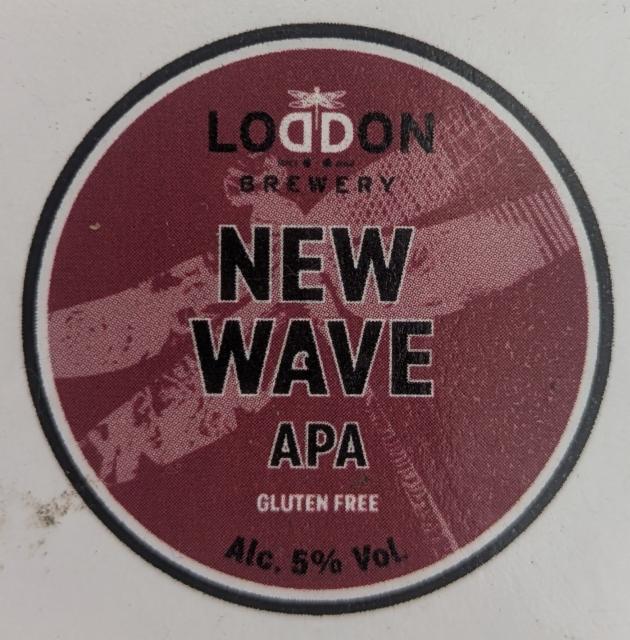 LODDON
BREWERY
NEW
WAVE
APA
GLUTEN FREE
Alc. 5% Vol.